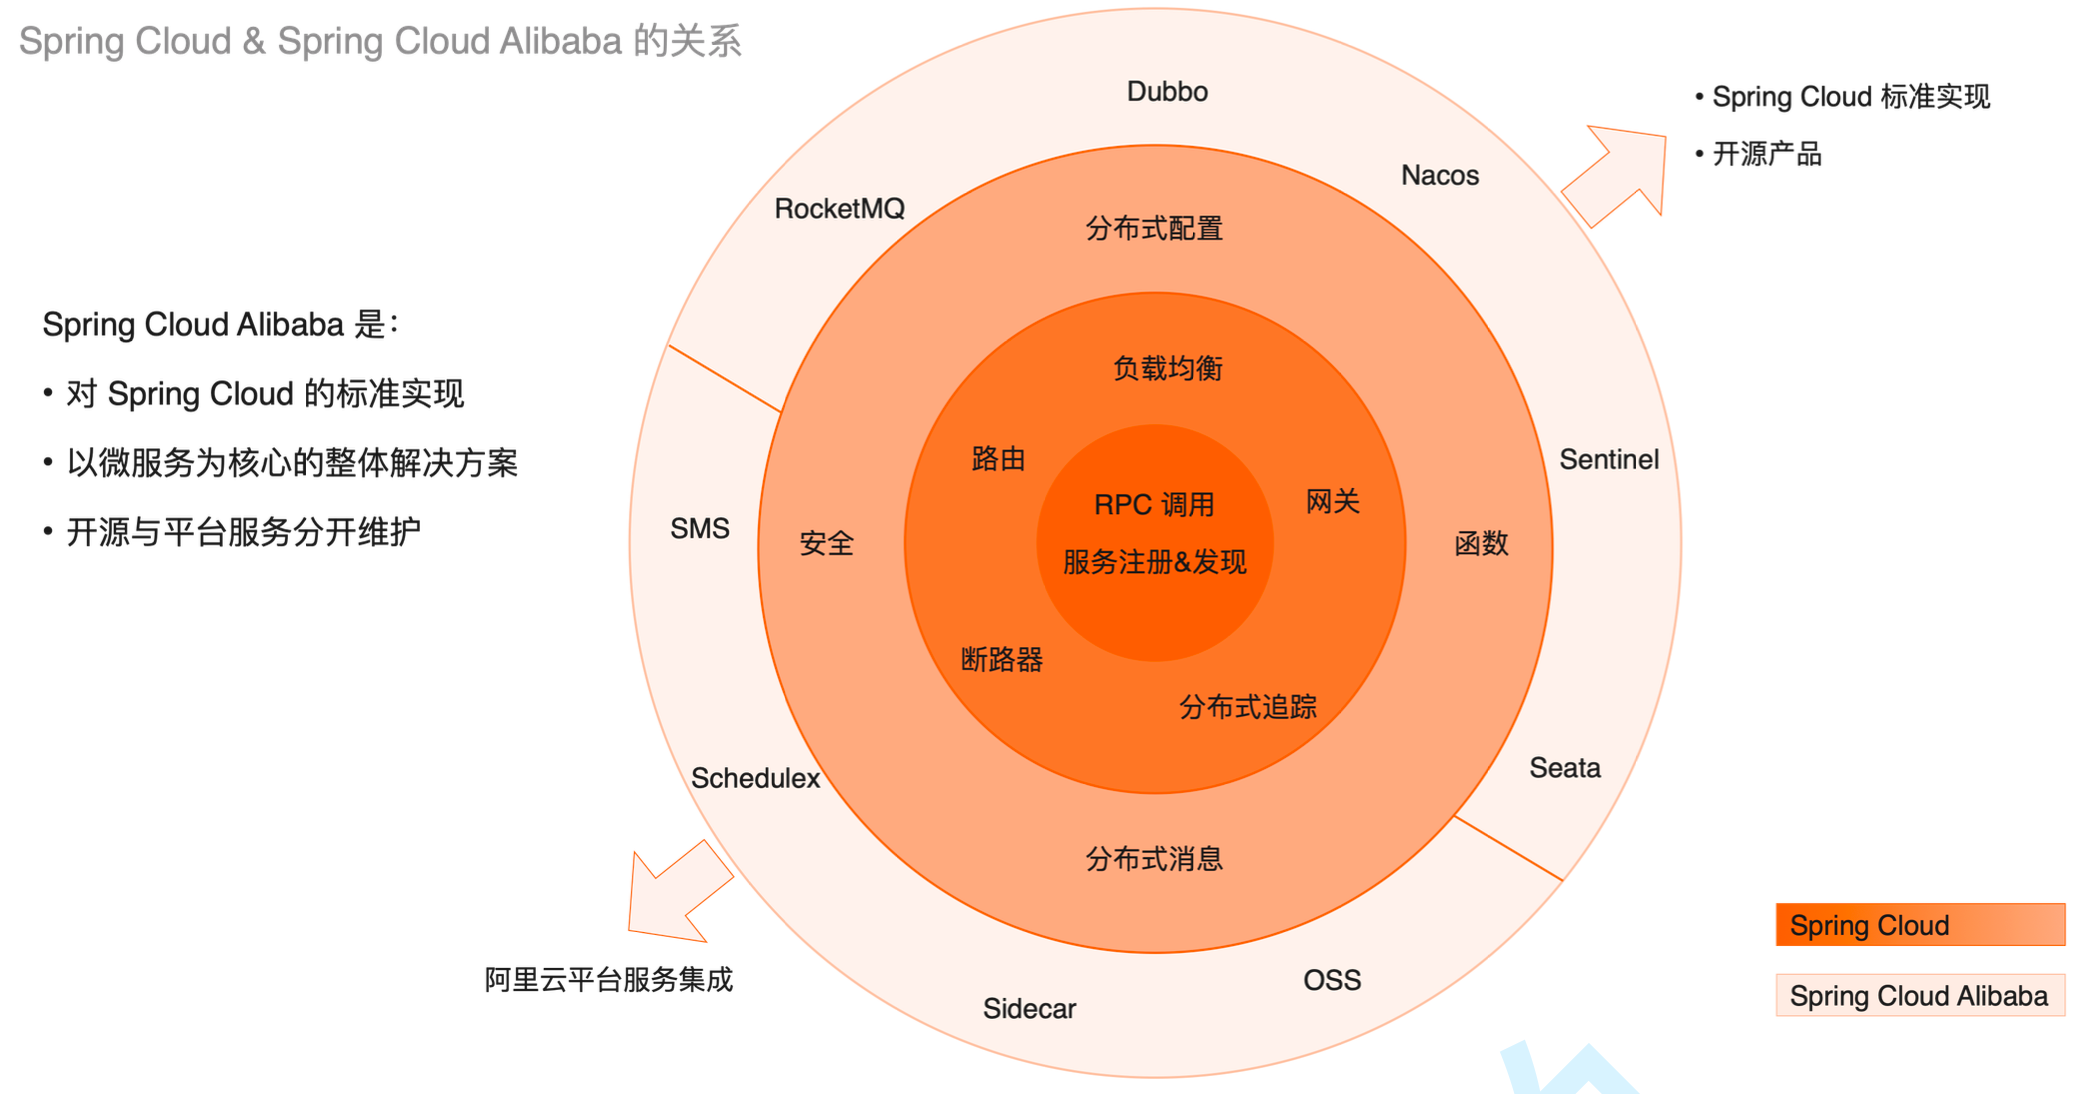 Spring Cloud & Spring Cloud Alibaba 的关系
Spring Cloud Alibaba 是：
• 对 Spring Cloud 的标准实现
• 以微服务为核心的整体解决方案
• 开源与平台服务分开维护
Dubbo
Nacos
RocketMQ
• Spring Cloud 标准实现
• 开源产品
分布式配置
负载均衡
路由
网关
Sentinel
RPC 调用
服务注册&发现
SMS
安全
函数
断路器
分布式追踪
Schedulex
Seata
分布式消息
阿里云平台服务集成
Sidecar
OSS
Spring Cloud
Spring Cloud Alibaba